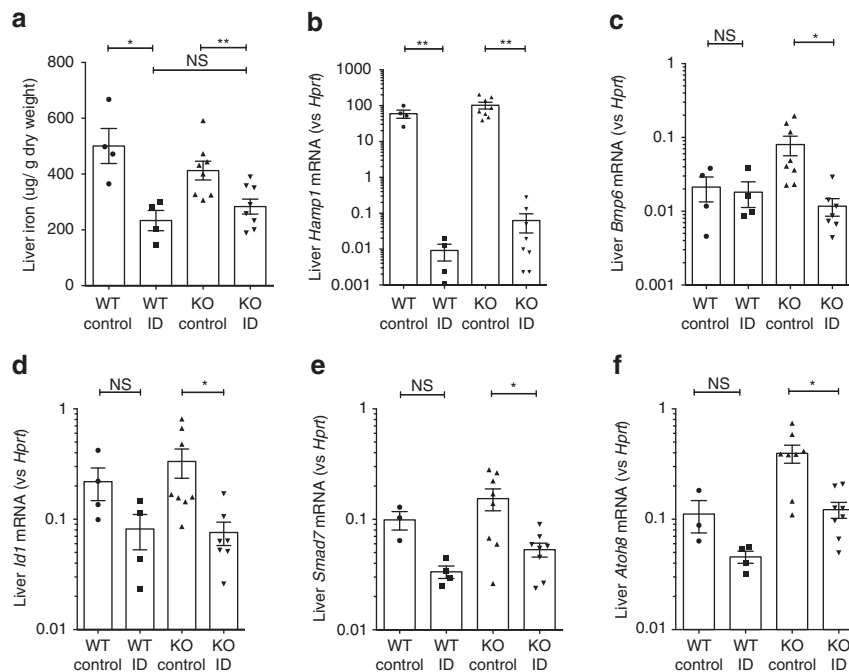 a
Liver iron (ug/ g dry weight)
800
600
400
200
0
*
**
NS
WT control
WT ID
KO control
KO ID
b
Liver Hamp1 mRNA (vs Hprt)
1000
100
10
1
0.1
0.01
0.001
**
**
WT control
WT ID
KO control
KO ID
c
Liver Bmp6 mRNA (vs Hprt)
1
0.1
0.01
0.001
NS
*
WT control
WT ID
KO control
KO ID
d
Liver Id1 mRNA (vs Hprt)
1
0.1
0.01
NS
*
WT control
WT ID
KO control
KO ID
e
Liver Smad7 mRNA (vs Hprt)
1
0.1
0.01
NS
*
WT control
WT ID
KO control
KO ID
f
Liver Atoh8 mRNA (vs Hprt)
1
0.1
0.01
NS
*
WT control
WT ID
KO control
KO ID